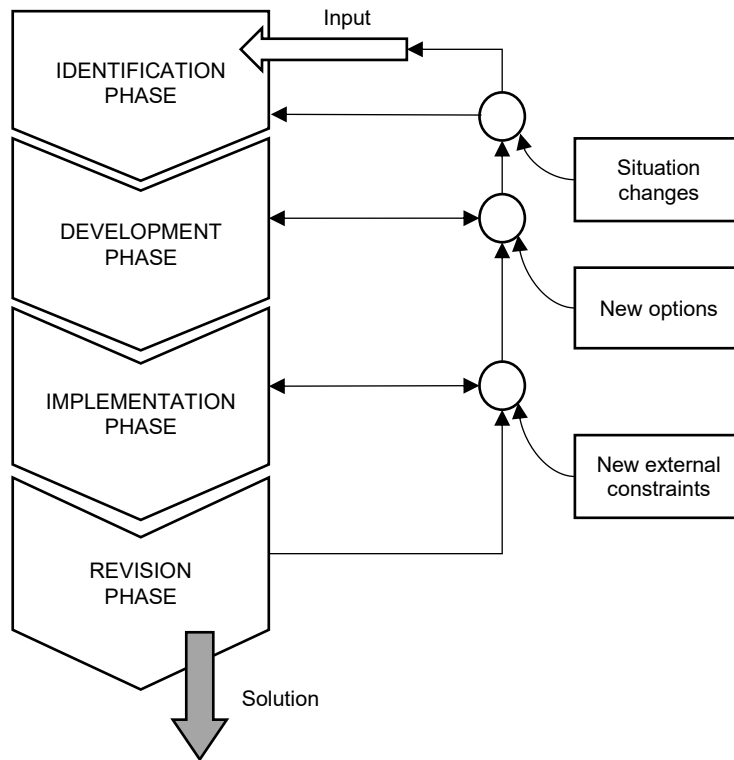 Input
IDENTIFICATION
PHASE
Situation
changes
DEVELOPMENT
PHASE
New options
IMPLEMENTATION
PHASE
New external
constraints
REVISION
PHASE
Solution